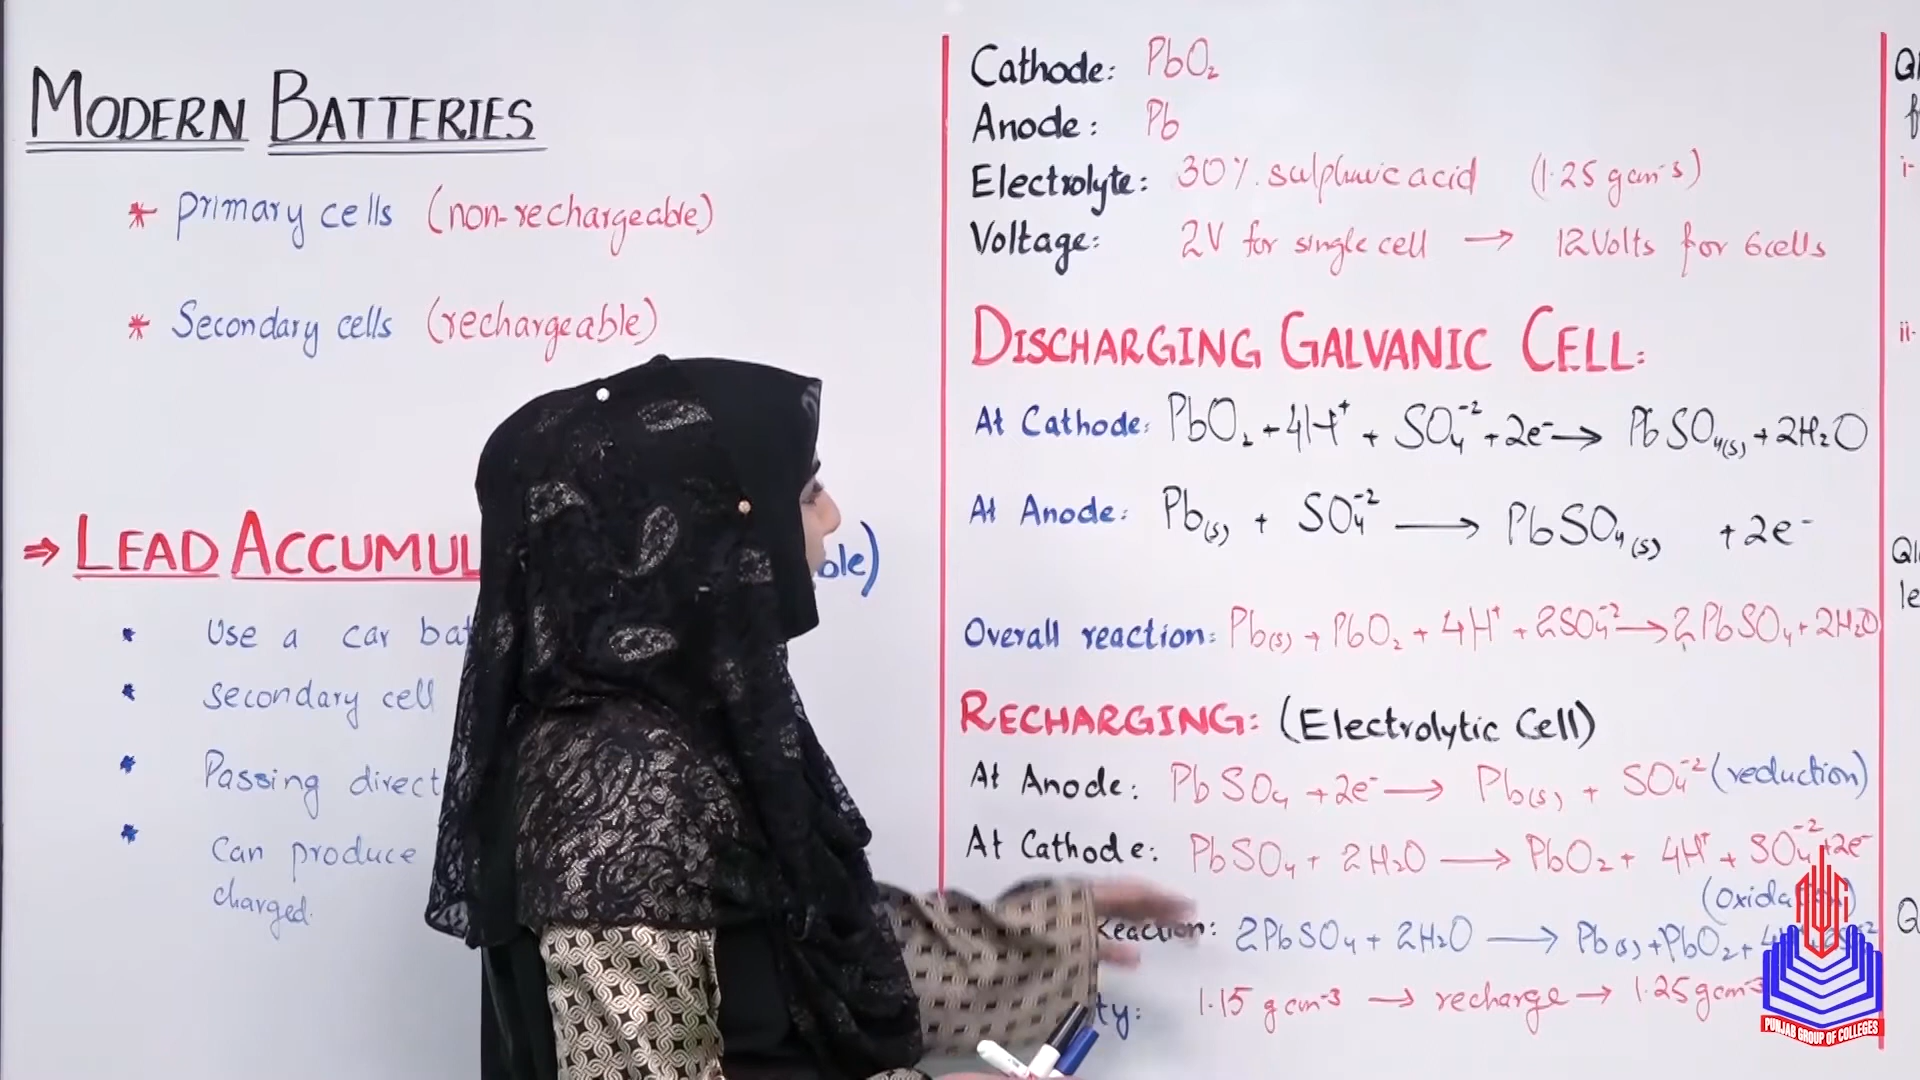 MODERN BATTERIES
* primary cells (non-rechargeable)
* Secondary cells (rechargeable)
⇒ LEAD ACCUMUL
Use a car bat
secondary cell
Passing direct
Can produce
charged.
Cathode: PbO₂
Anode: Pb
Electrolyte: 30% sulphuric acid (1.25 gcm⁻³)
Voltage: 2V for single cell → 12Volts for 6cells
DISCHARGING GALVANIC CELL:
At Cathode: PbO₂ + 4H⁺ + SO₄⁻² + 2e⁻ → PbSO₄(s) + 2H₂O
At Anode: Pb(s) + SO₄⁻² → PbSO₄(s) + 2e⁻
Overall reaction: Pb(s) + PbO₂ + 4H⁺ + 2SO₄⁻² → 2PbSO₄ + 2H₂O
RECHARGING: (Electrolytic Cell)
At Anode: PbSO₄ + 2e⁻ → Pb(s) + SO₄⁻² (reduction)
At Cathode: PbSO₄ + 2H₂O → PbO₂ + 4H⁺ + SO₄⁻² + 2e⁻
Reaction: 2PbSO₄ + 2H₂O → Pb(s) + PbO₂ +
ty: 1.15 gcm⁻³ → recharge → 1.25gcm⁻³
PUNJAB GROUP OF COLLEGES